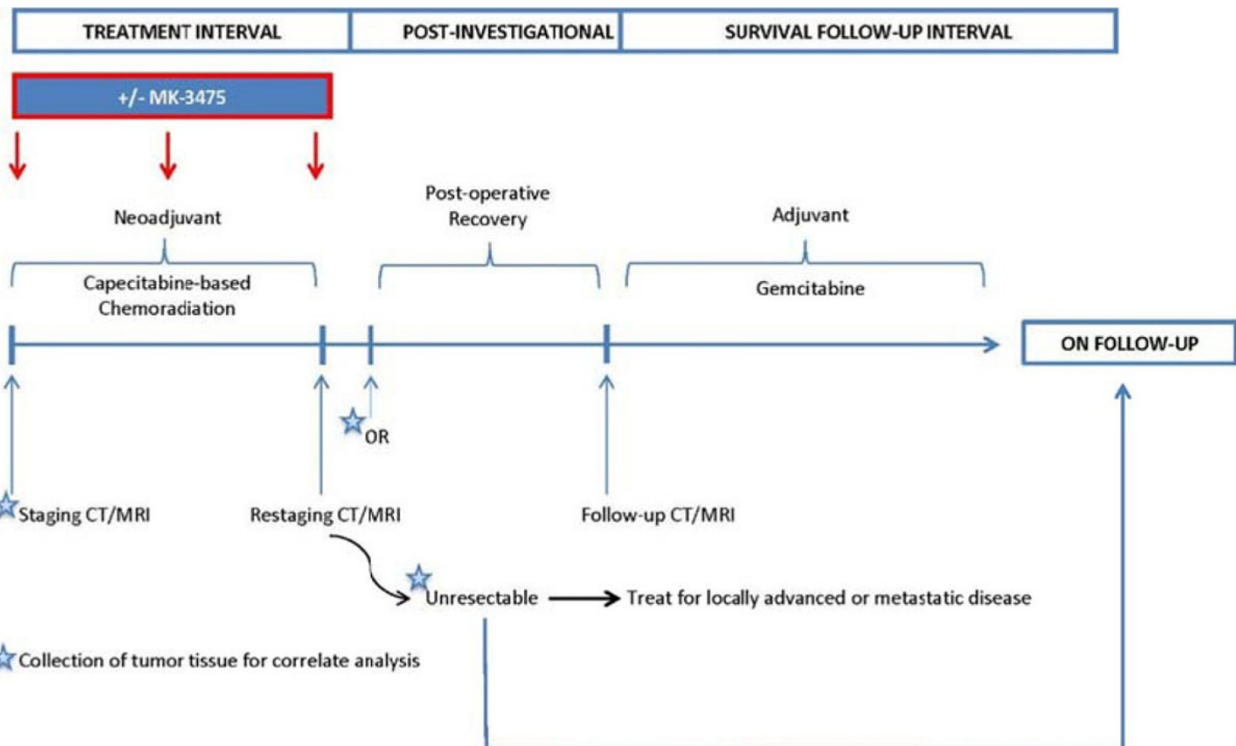 TREATMENT INTERVAL
POST-INVESTIGATIONAL
SURVIVAL FOLLOW-UP INTERVAL
+/- MK-3475
Neoadjuvant
Post-operative
Recovery
Adjuvant
Capecitabine-based
Chemoradiation
Gemcitabine
ON FOLLOW-UP
OR
Staging CT/MRI
Restaging CT/MRI
Follow-up CT/MRI
Unresectable
Treat for locally advanced or metastatic disease
Collection of tumor tissue for correlate analysis